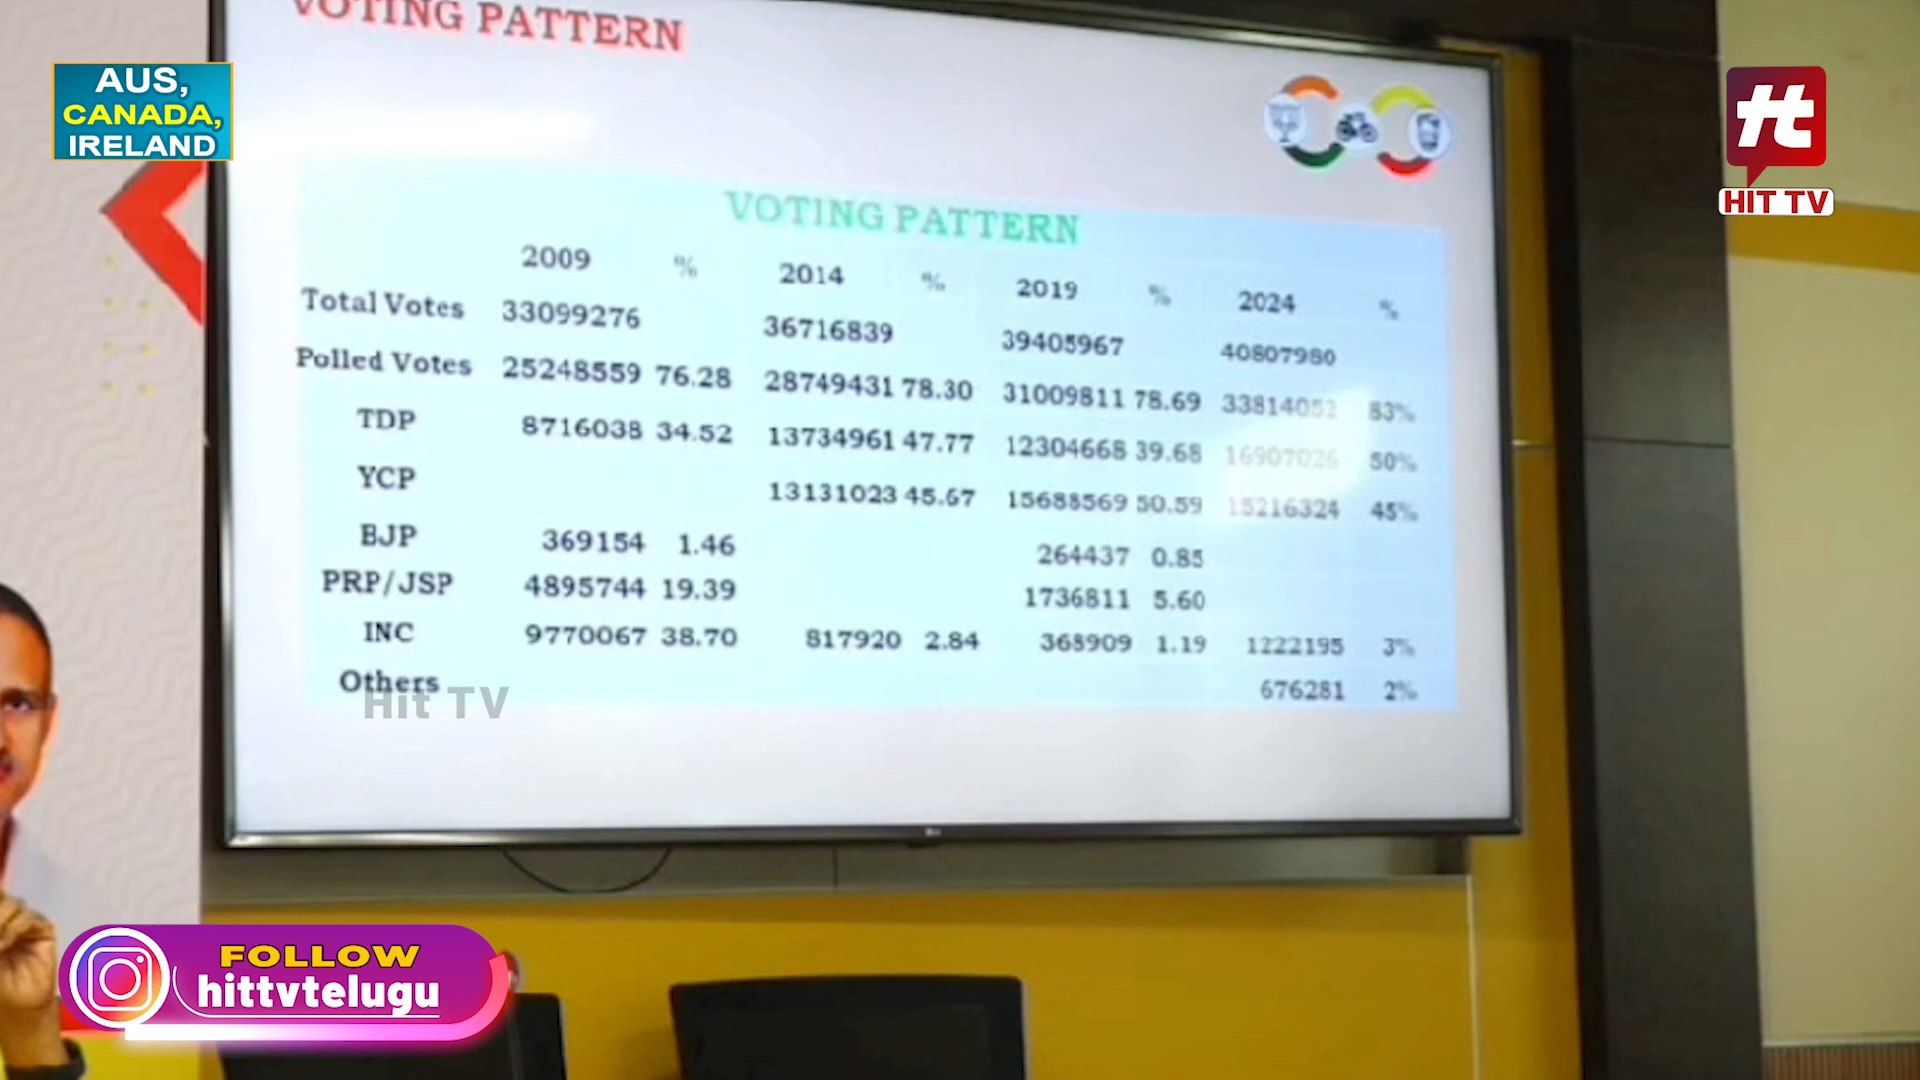 VOTING PATTERN
AUS,
CANADA,
IRELAND
HIT TV
VOTING PATTERN
2009 % 2014 % 2019 % 2024 %
Total Votes 33099276 36716839 39405967 40807980
Polled Votes 25248559 76.28 28749431 78.30 31009811 78.69 33814052 83%
TDP 8716038 34.52 13734961 47.77 12304668 39.68 16907026 50%
YCP 13131023 45.67 15688569 50.59 15216324 45%
BJP 369154 1.46 264437 0.85
PRP/JSP 4895744 19.39 1736811 5.60
INC 9770067 38.70 817920 2.84 368909 1.19 1222195 3%
Others 676281 2%
Hit TV
FOLLOW
hittvtelugu